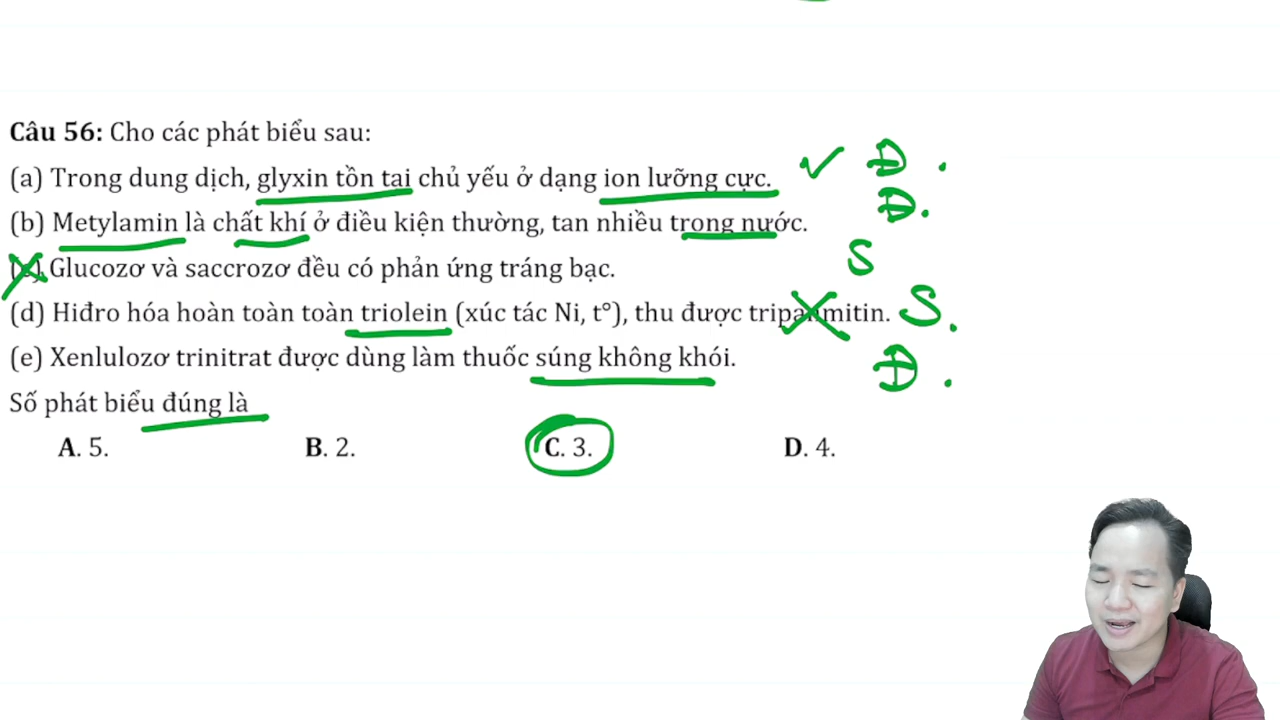 Câu 56: Cho các phát biểu sau:
(a) Trong dung dịch, glyxin tồn tại chủ yếu ở dạng ion lưỡng cực. Đ.
(b) Metylamin là chất khí ở điều kiện thường, tan nhiều trong nước. Đ.
(c) Glucozơ và saccrozơ đều có phản ứng tráng bạc. S
(d) Hiđro hóa hoàn toàn toàn triolein (xúc tác Ni, t°), thu được tripanmitin. S.
(e) Xenlulozơ trinitrat được dùng làm thuốc súng không khói. Đ.
Số phát biểu đúng là
A. 5. B. 2. C. 3. D. 4.